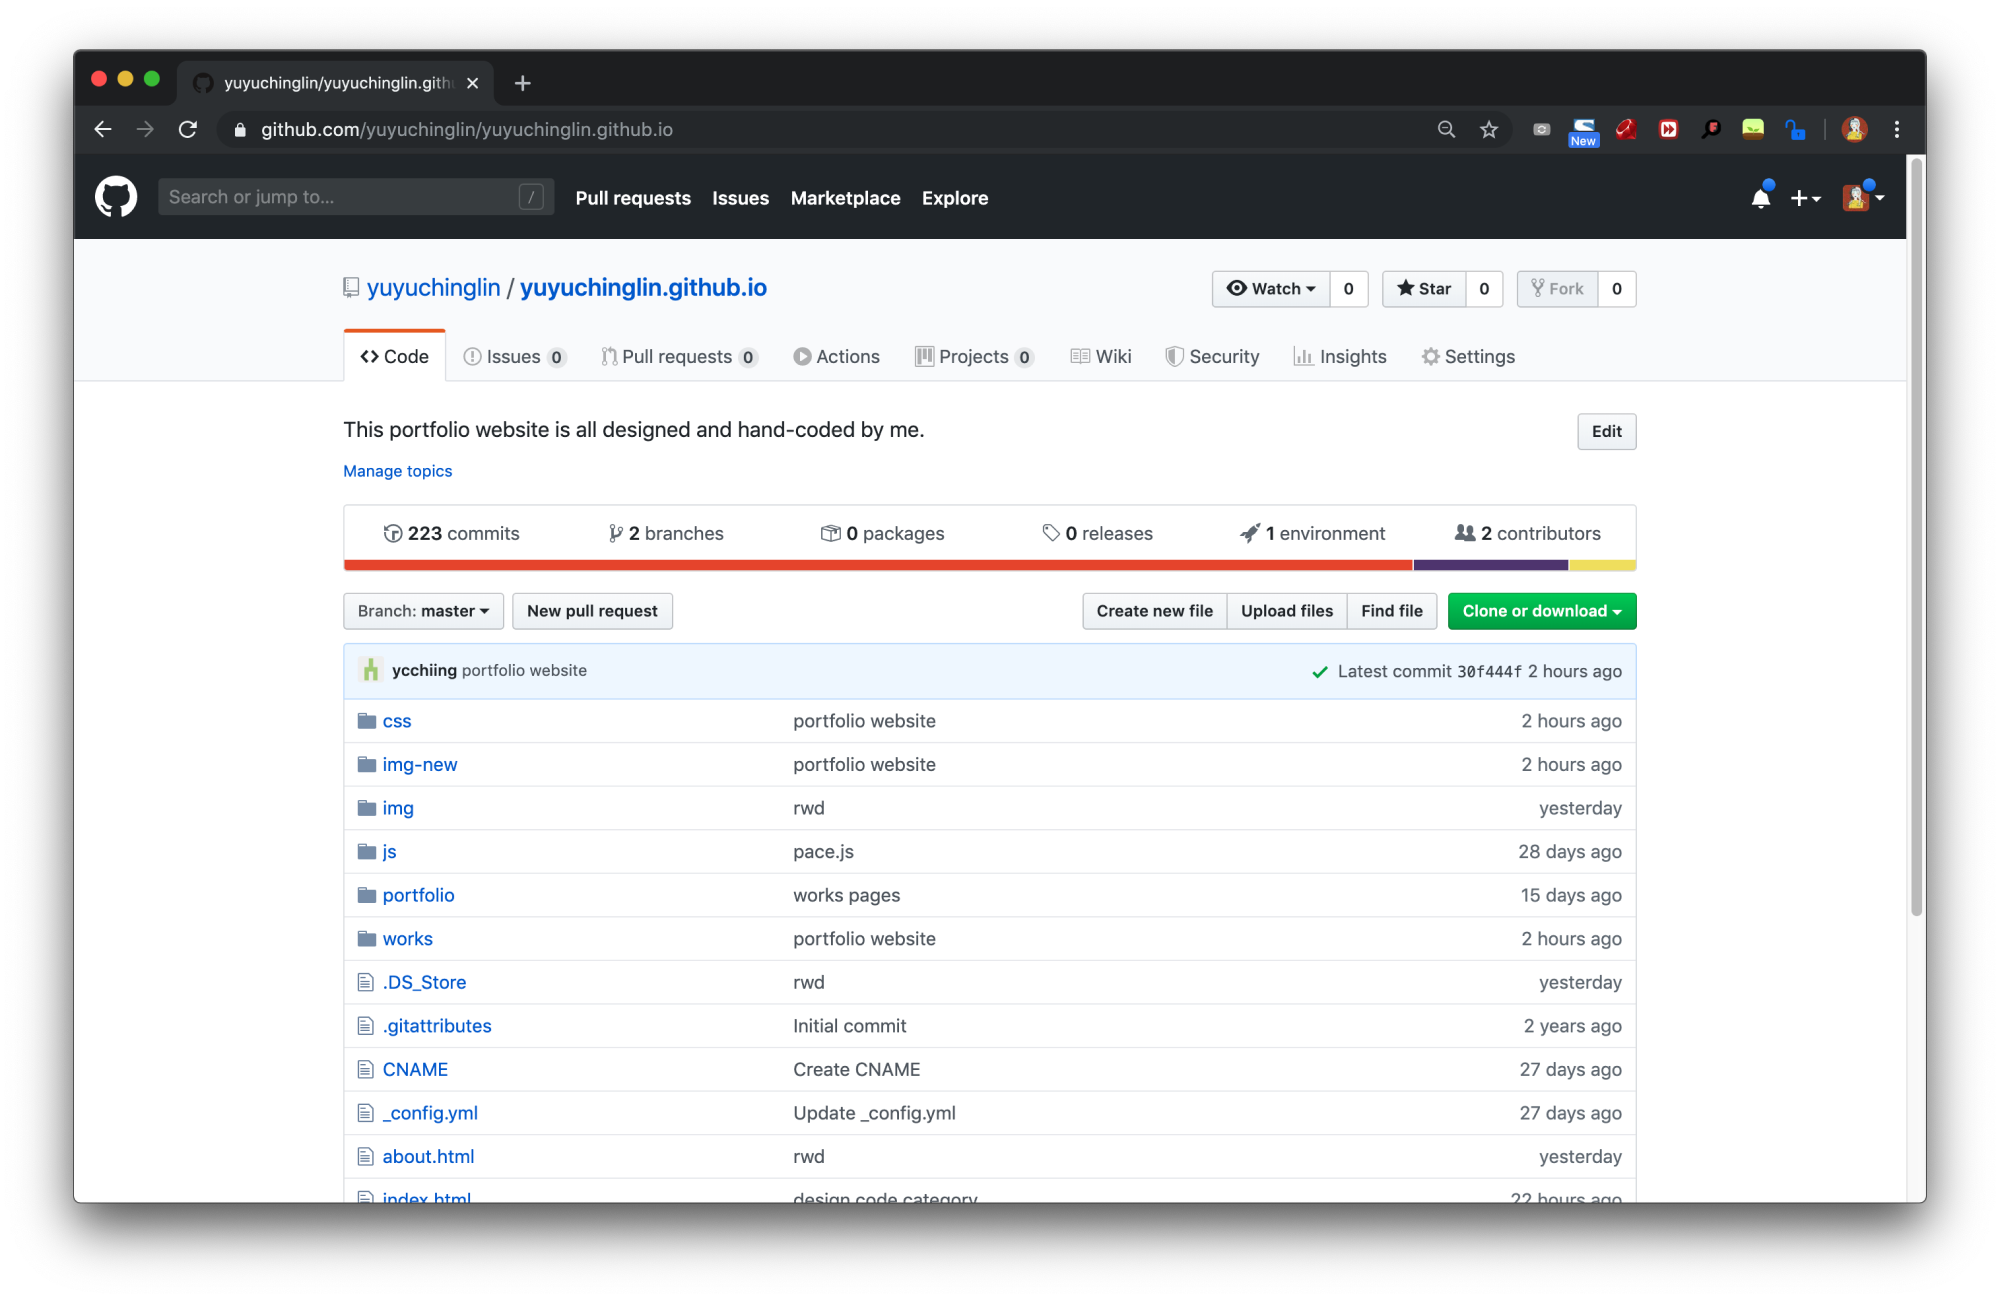 yuyuchinglin/yuyuchinglin.gith
github.com/yuyuchinglin/yuyuchinglin.github.io
New
Search or jump to... /
Pull requests Issues Marketplace Explore
yuyuchinglin / yuyuchinglin.github.io
Watch 0 Star 0 Fork 0
Code Issues 0 Pull requests 0 Actions Projects 0 Wiki Security Insights Settings
This portfolio website is all designed and hand-coded by me.
Edit
Manage topics
223 commits 2 branches 0 packages 0 releases 1 environment 2 contributors
Branch: master New pull request Create new file Upload files Find file Clone or download
ycchiing portfolio website Latest commit 30f444f 2 hours ago
css portfolio website 2 hours ago
img-new portfolio website 2 hours ago
img rwd yesterday
js pace.js 28 days ago
portfolio works pages 15 days ago
works portfolio website 2 hours ago
.DS_Store rwd yesterday
.gitattributes Initial commit 2 years ago
CNAME Create CNAME 27 days ago
_config.yml Update _config.yml 27 days ago
about.html rwd yesterday
index.html design code category 22 hours ago